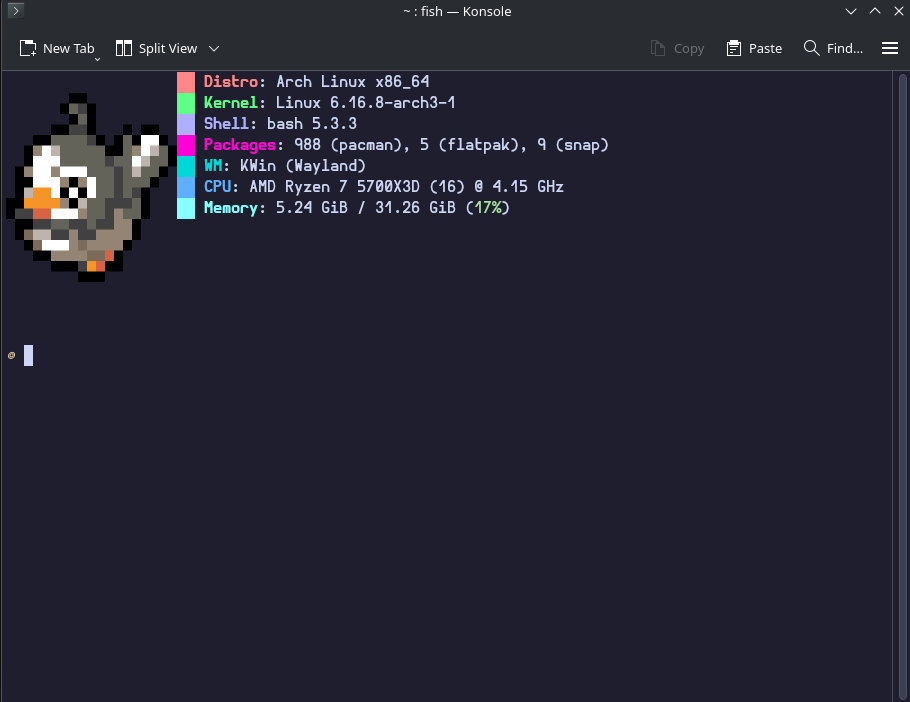 ~ : fish — Konsole
New Tab
Split View
Copy
Paste
Find...
Distro: Arch Linux x86_64
Kernel: Linux 6.16.8-arch3-1
Shell: bash 5.3.3
Packages: 988 (pacman), 5 (flatpak), 9 (snap)
WM: KWin (Wayland)
CPU: AMD Ryzen 7 5700X3D (16) @ 4.15 GHz
Memory: 5.24 GiB / 31.26 GiB (17%)